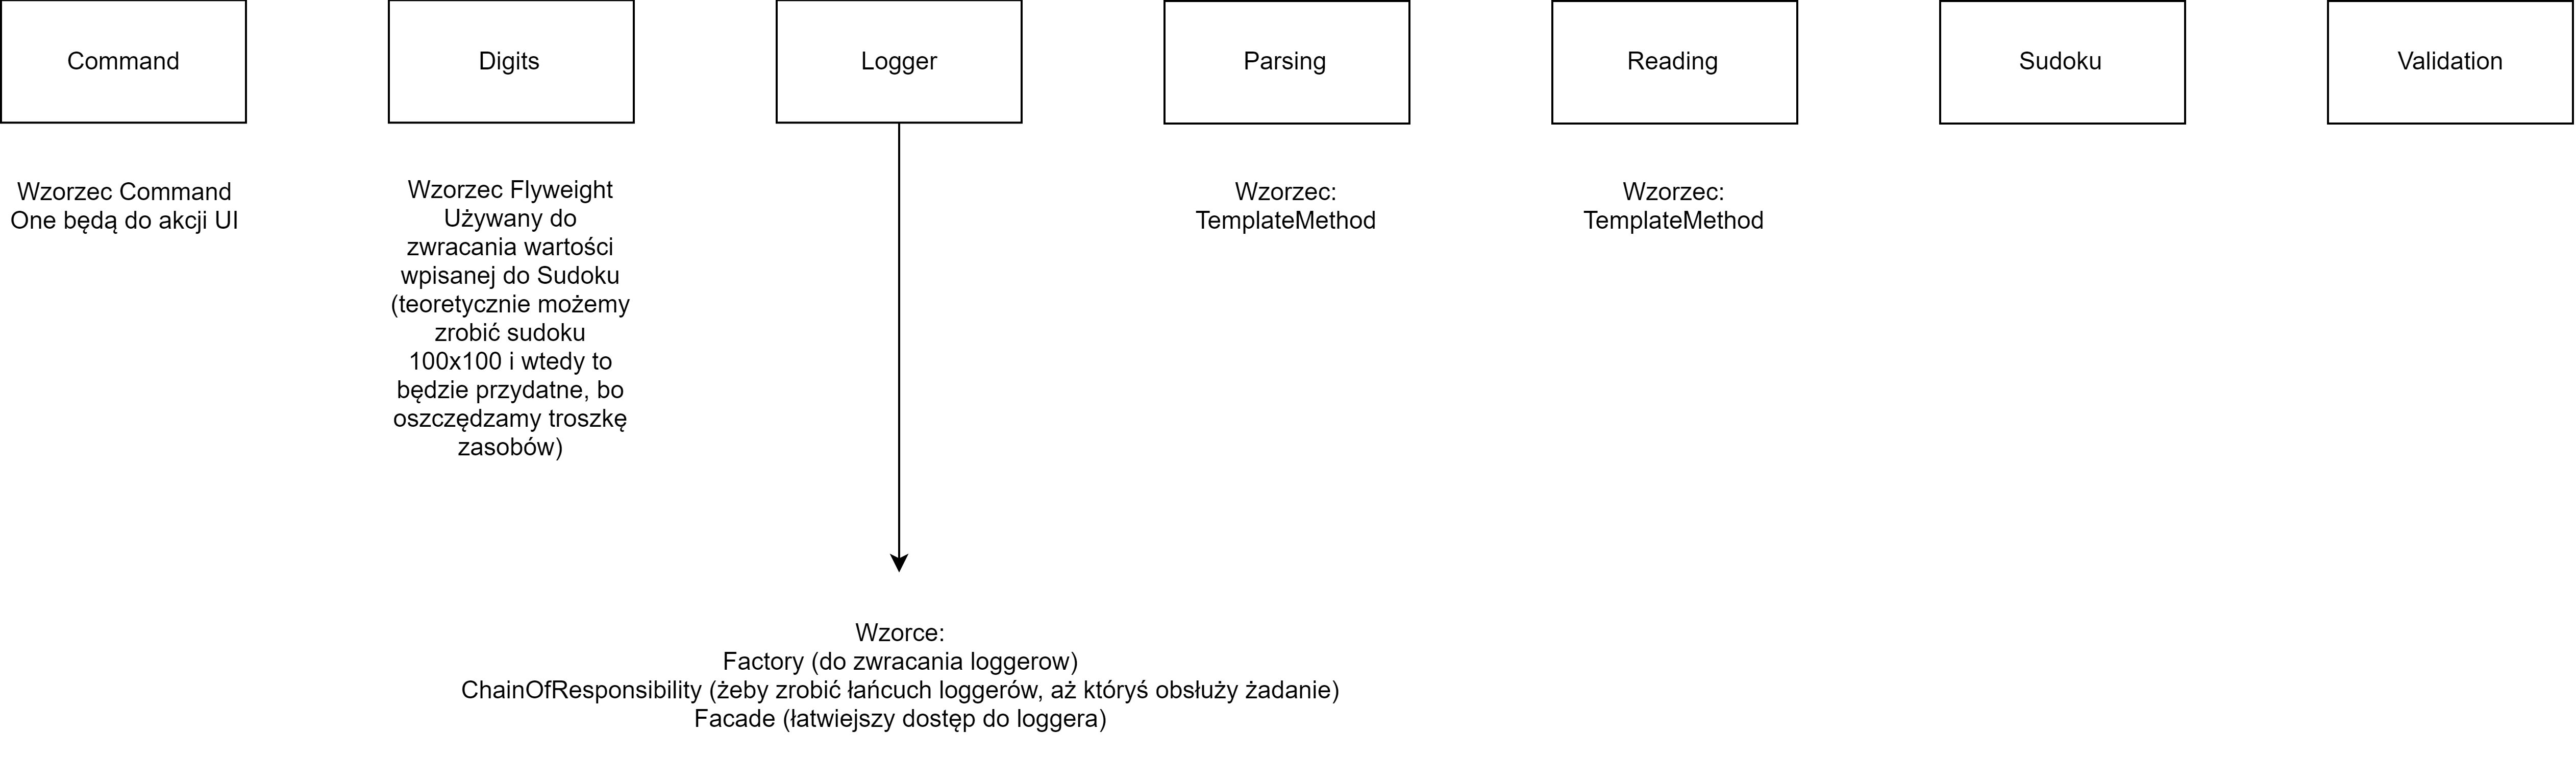 Command
Digits
Logger
Parsing
Reading
Sudoku
Validation
Wzorzec Command
One będą do akcji UI
Wzorzec Flyweight
Używany do
zwracania wartości
wpisanej do Sudoku
(teoretycznie możemy
zrobić sudoku
100x100 i wtedy to
będzie przydatne, bo
oszczędzamy troszkę
zasobów)
Wzorzec:
TemplateMethod
Wzorzec:
TemplateMethod
Wzorce:
Factory (do zwracania loggerow)
ChainOfResponsibility (żeby zrobić łańcuch loggerów, aż któryś obsłuży żadanie)
Facade (łatwiejszy dostęp do loggera)